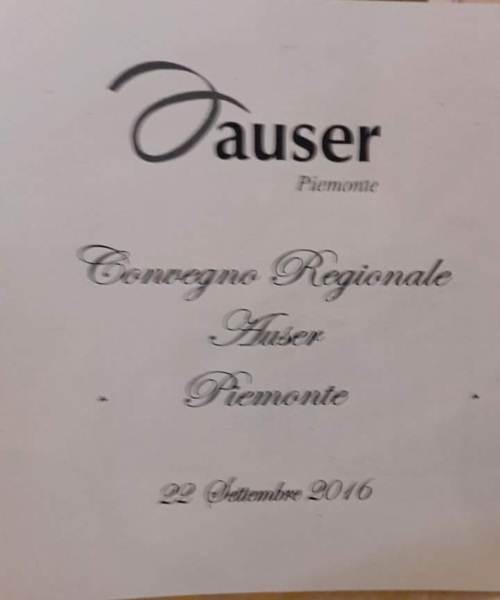 auser
Piemonte
Convegno Regionale
Auser
Piemonte
22 Settembre 2016